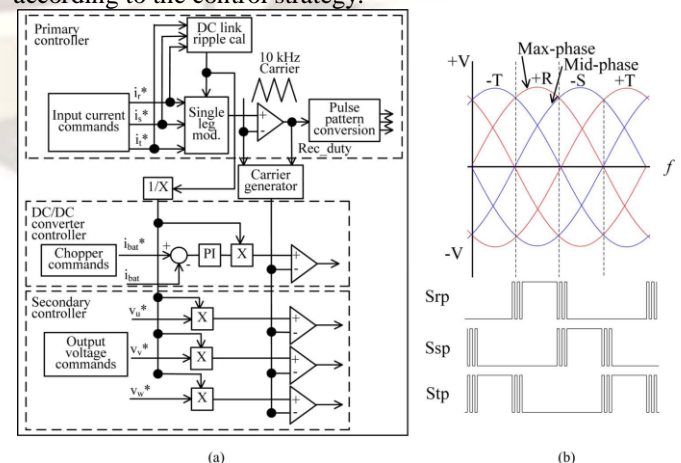 according to the control strategy.
Primary
controller
DC link
ripple cal
10 kHz
Carrier
Input current
commands
ir*
is*
it*
Single
leg
mod.
+
-
Pulse
pattern
conversion
Rec_duty
Carrier
generator
1/X
DC/DC
converter
controller
Chopper
commands
ibat*
+
-
ibat
PI
X
+
-
Secondary
controller
Output
voltage
commands
vu*
X
+
-
vv*
X
+
-
vw*
X
+
-
(a)
+V
Max-phase
Mid-phase
-T
+R
-S
+T
f
-V
Srp
Ssp
Stp
(b)